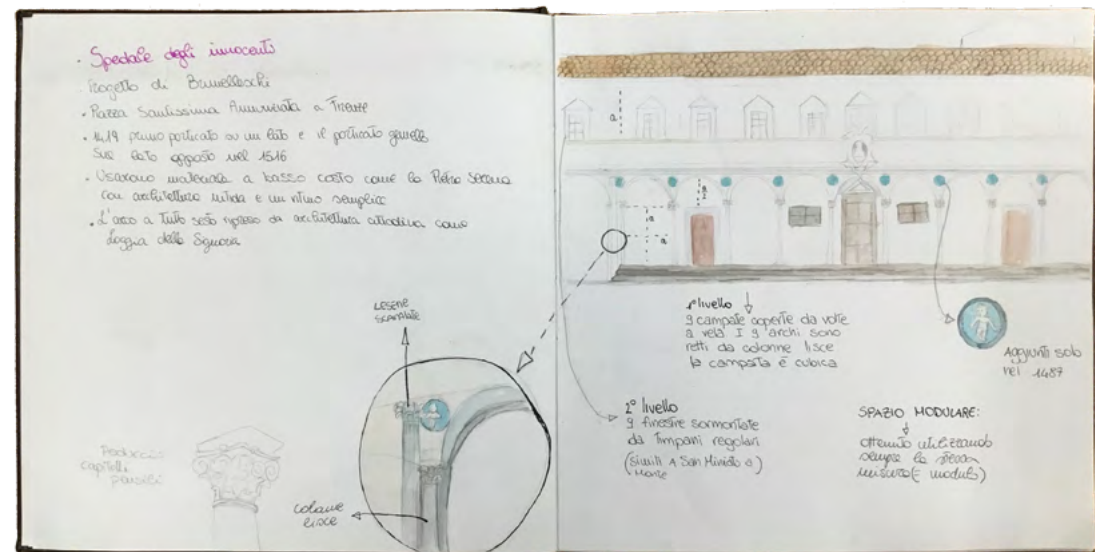 . Spedale degli innocenti
. Progetto di Brunelleschi
. Piazza Santissima Annunziata a Firenze
. 1419 primo porticato su un lato e il porticato gemello
sul lato opposto nel 1516
. Usarono materiale a basso costo come la Pietra Serena
con architettura nitida e un ritmo semplice
. L'arco a tutto sesto ripreso da architettura cittadina come
Loggia della Signoria
LESENE
SCANALATE
capitelli
colonne
lisce
a
a
2
a
a
1° livello
9 campate coperte da volte
a vela I 9 archi sono
retti da colonne lisce
la campata è cubica
2° livello
9 finestre sormontate
da timpani regolari
(simili a San Miniato a
Monte)
Aggiunti solo
nel 1487
SPAZIO MODULARE:
ottenuto utilizzando
sempre la stessa
misura (= modulo)